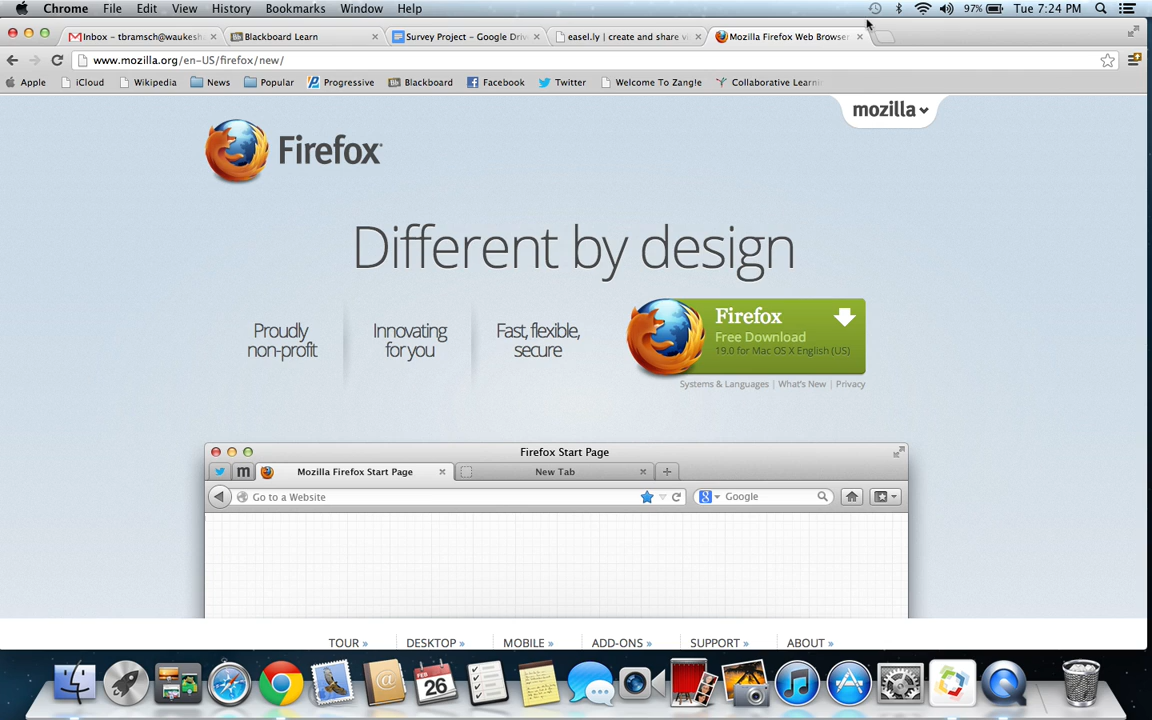 Chrome File Edit View History Bookmarks Window Help 97% Tue 7:24 PM
Inbox - tbramsch@waukesh Blackboard Learn Survey Project - Google Driv easel.ly | create and share vi Mozilla Firefox Web Browser
www.mozilla.org/en-US/firefox/new/
Apple iCloud Wikipedia News Popular Progressive Blackboard Facebook Twitter Welcome To Zangle Collaborative Learnin
mozilla
Firefox
Different by design
Proudly
non-profit
Innovating
for you
Fast, flexible,
secure
Firefox
Free Download
19.0 for Mac OS X English (US)
Systems & Languages | What's New | Privacy
Firefox Start Page
m Mozilla Firefox Start Page New Tab
Go to a Website Google
TOUR » DESKTOP » MOBILE » ADD-ONS » SUPPORT » ABOUT »
FEB
26